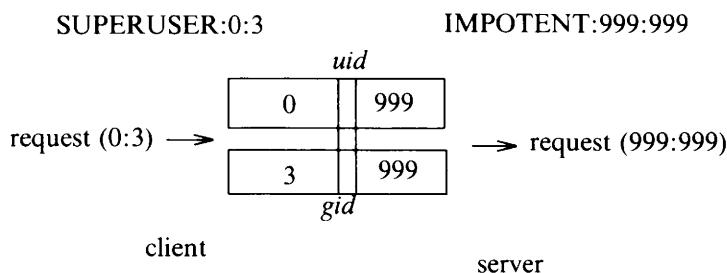 SUPERUSER:0:3 IMPOTENT:999:999
uid
0 999
request (0:3) request (999:999)
3 999
gid
client
server